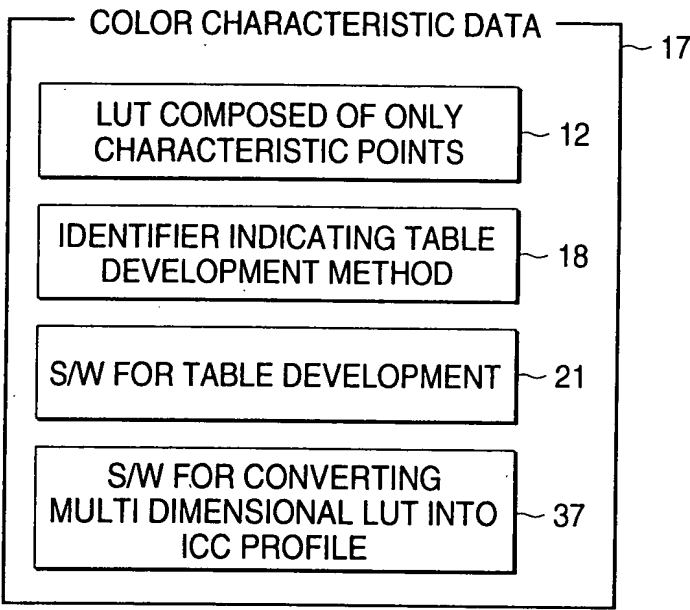 COLOR CHARACTERISTIC DATA
17
LUT COMPOSED OF ONLY
CHARACTERISTIC POINTS
12
IDENTIFIER INDICATING TABLE
DEVELOPMENT METHOD
18
S/W FOR TABLE DEVELOPMENT
21
S/W FOR CONVERTING
MULTI DIMENSIONAL LUT INTO
ICC PROFILE
37